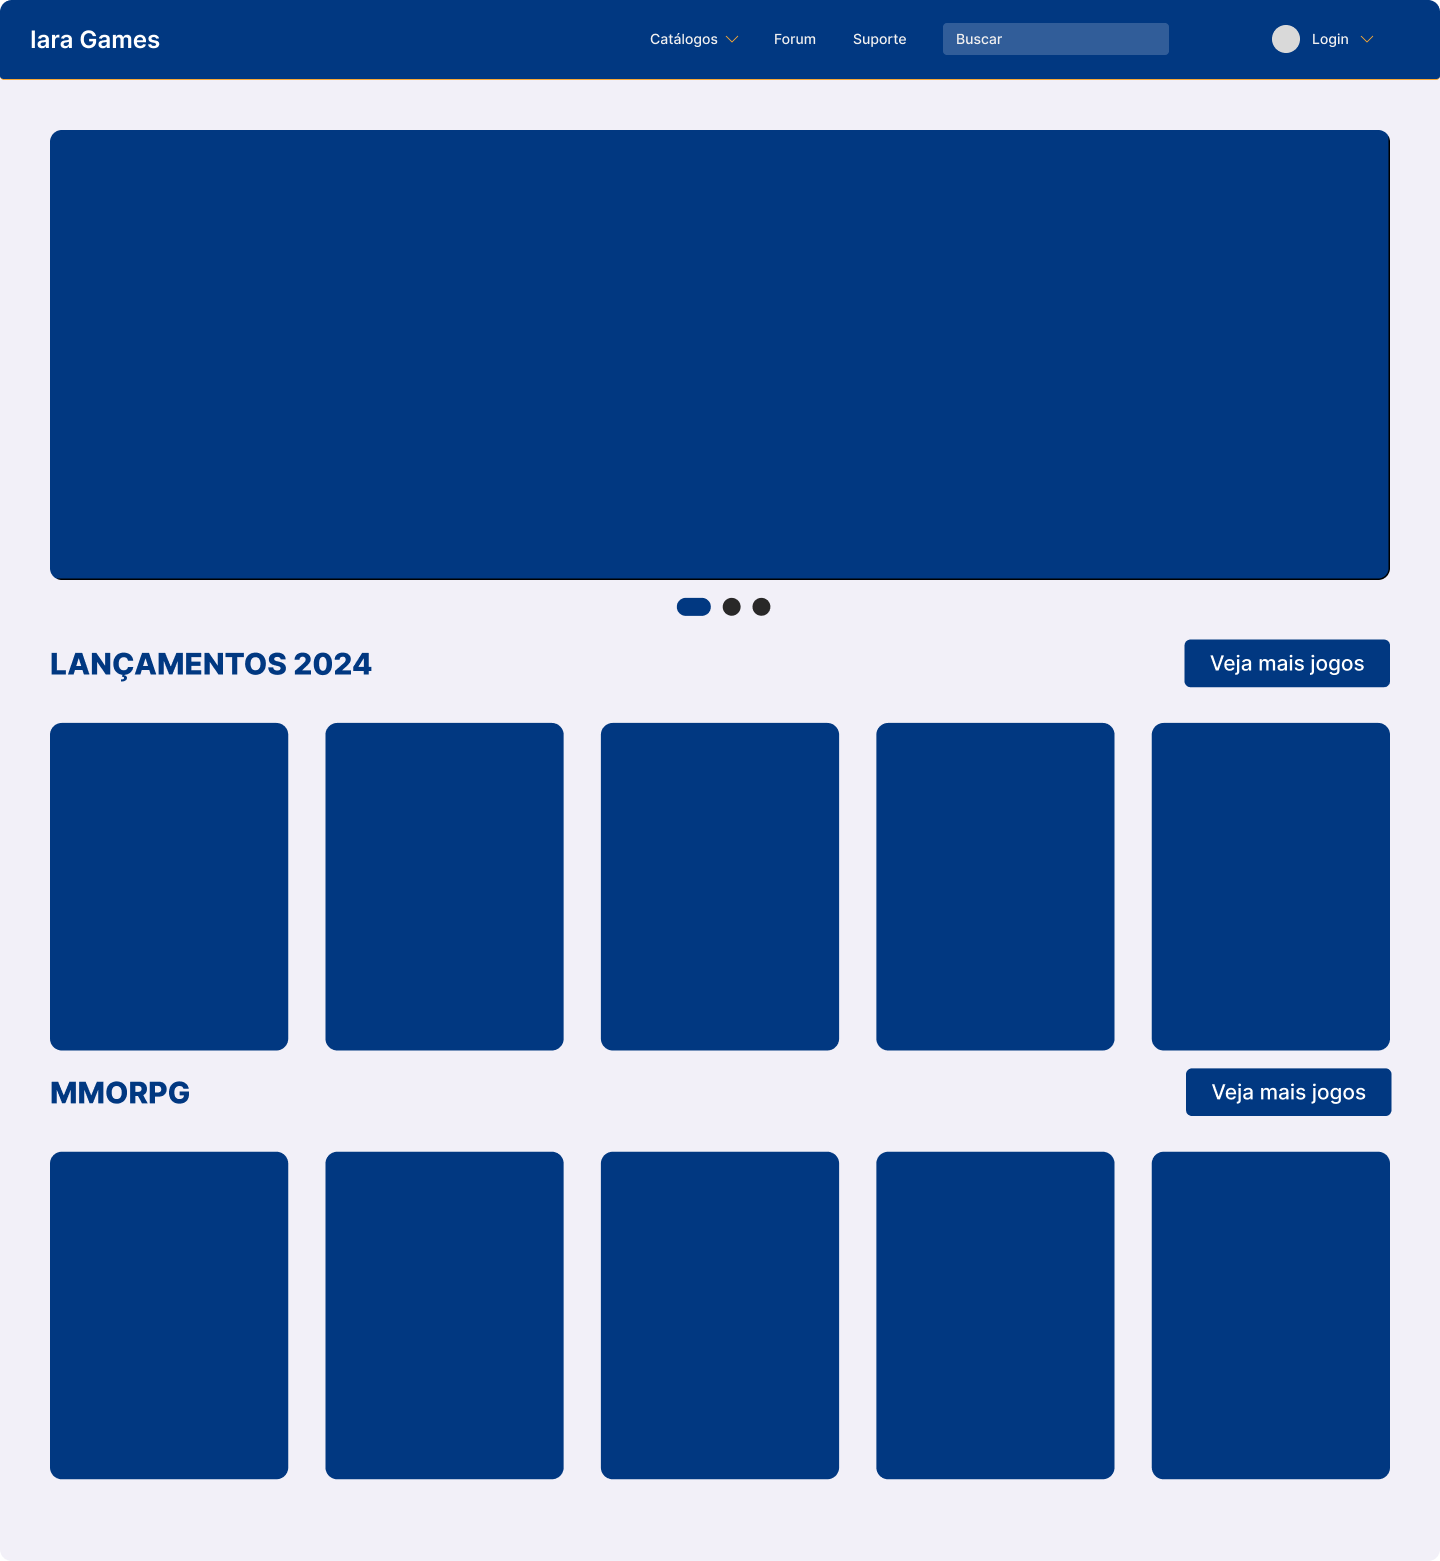 Iara Games
Catálogos
Forum
Suporte
Buscar
Login
LANÇAMENTOS 2024
Veja mais jogos
MMORPG
Veja mais jogos